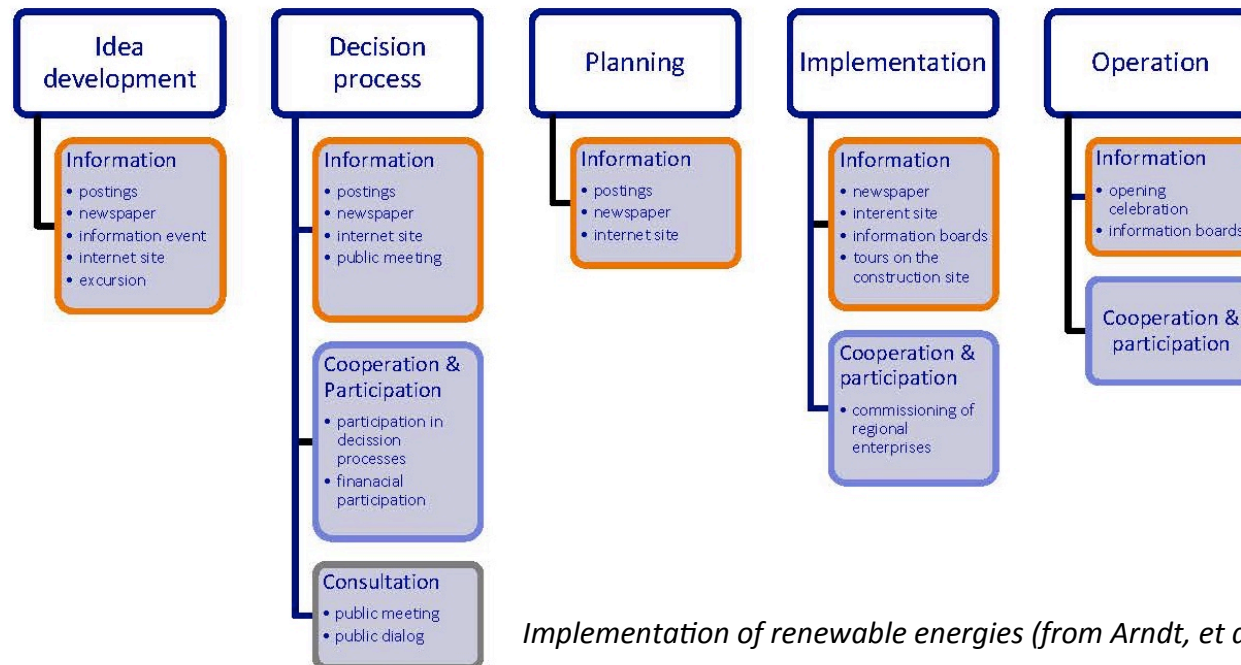 Idea
development
Information
• postings
• newspaper
• information event
• internet site
• excursion
Decision
process
Information
• postings
• newspaper
• internet site
• public meeting
Cooperation &
Participation
• participation in
decission
processes
• finanacial
participation
Consultation
• public meeting
• public dialog
Planning
Information
• postings
• newspaper
• internet site
Implementation
Information
• newspaper
• interent site
• information boards
• tours on the
construction site
Cooperation &
participation
• commissioning of
regional
enterprises
Operation
Information
• opening
celebration
• information boards
Cooperation &
participation
Implementation of renewable energies (from Arndt, et a